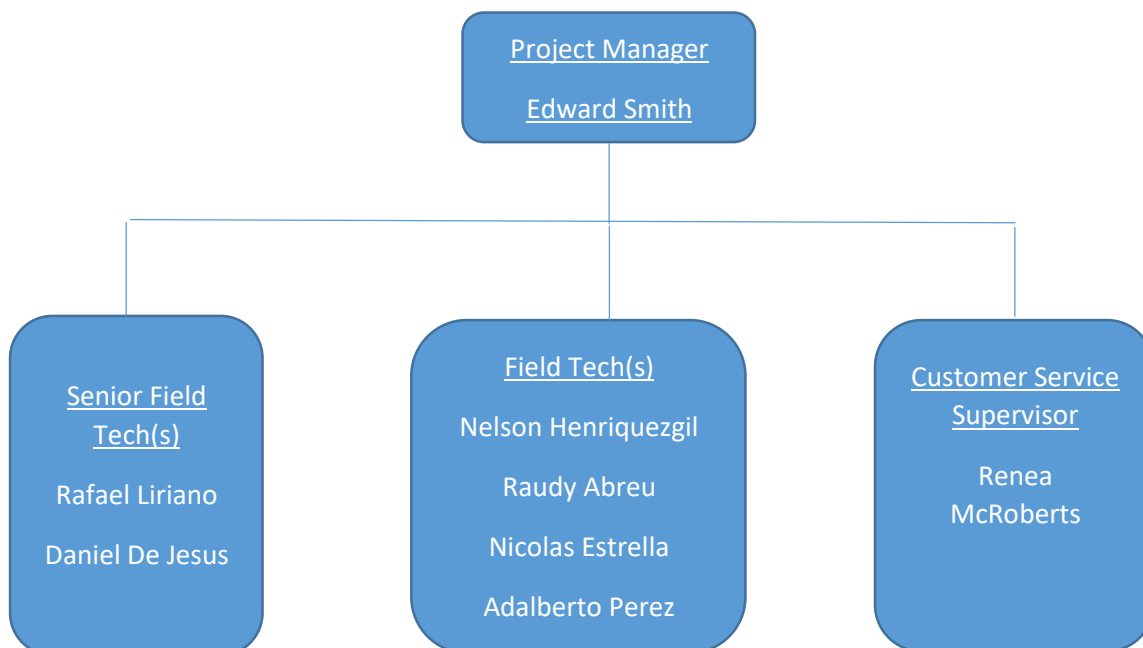 Project Manager
Edward Smith
Senior Field
Tech(s)
Rafael Liriano
Daniel De Jesus
Field Tech(s)
Nelson Henriquezgil
Raudy Abreu
Nicolas Estrella
Adalberto Perez
Customer Service
Supervisor
Renea
McRoberts